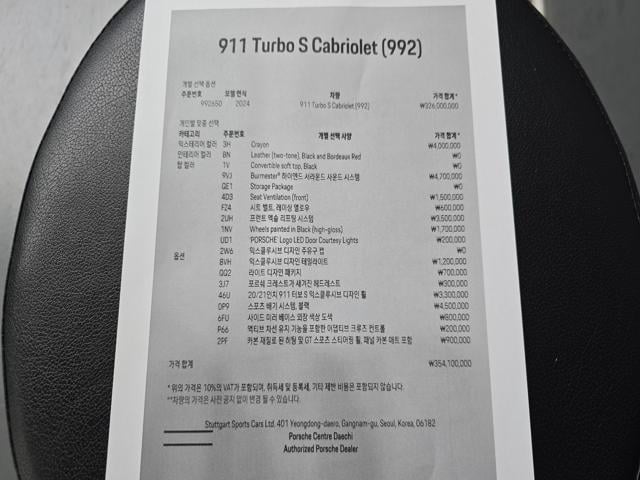 911 Turbo S Cabriolet (992)
개별 선택 옵션
주문번호 모델 연식 차량 가격 합계*
992650 2024 911 Turbo S Cabriolet (992) ₩326,000,000
개인별 맞춤 선택
카테고리 주문번호 개별 선택 사양 가격 합계*
익스테리어 컬러 3H Crayon ₩4,000,000
인테리어 컬러 BN Leather (two-tone), Black and Bordeaux Red ₩0
탑 컬러 1V Convertible soft top, Black ₩0
9VJ Burmester® 하이엔드 서라운드 사운드 시스템 ₩4,700,000
QE1 Storage Package ₩0
4D3 Seat Ventilation (front) ₩1,500,000
F24 시트 벨트, 레이싱 옐로우 ₩600,000
2UH 프런트 액슬 리프팅 시스템 ₩3,500,000
1NV Wheels painted in Black (high-gloss) ₩1,700,000
UD1 'PORSCHE' Logo LED Door Courtesy Lights ₩200,000
2W6 익스클루시브 디자인 주유구 캡 ₩0
옵션 8VH 익스클루시브 디자인 테일라이트 ₩1,200,000
QQ2 라이트 디자인 패키지 ₩700,000
3J7 포르쉐 크레스트가 새겨진 헤드레스트 ₩300,000
46U 20/21인치 911 터보 S 익스클루시브 디자인 휠 ₩3,300,000
0P9 스포츠 배기 시스템, 블랙 ₩4,500,000
6FU 사이드 미러 베이스 외장 색상 도색 ₩800,000
P66 액티브 차선 유지 기능을 포함한 어댑티브 크루즈 컨트롤 ₩200,000
2PF 카본 재질로 된 히팅 및 GT 스포츠 스티어링 휠, 패널 카본 매트 포함 ₩900,000
가격 합계 ₩354,100,000
* 위의 가격은 10%의 VAT가 포함되며, 취득세 및 등록세, 기타 제반 비용은 포함되지 않습니다.
**차량의 가격은 사전 공지 없이 변경 될 수 있습니다.
Stuttgart Sports Cars Ltd. 401 Yeongdong-daero, Gangnam-gu, Seoul, Korea, 06182
Porsche Centre Daechi
Authorized Porsche Dealer